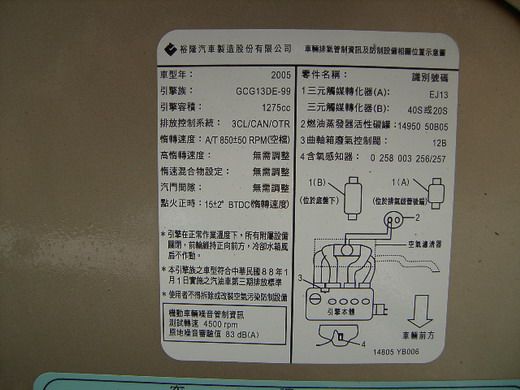 裕隆汽車製造股份有限公司
車輛排氣管制資訊及防制設備相關位置示意圖
車型年： 2005
引擎族： GCG13DE-99
引擎容積： 1275cc
排放控制系統： 3CL/CAN/OTR
惰轉速度： A/T 850±50 RPM(空檔)
高惰轉速度： 無需調整
惰速混合物設定： 無需調整
汽門間隙： 無需調整
點火正時： 15±2° BTDC(惰轉速度)
*引擎在正常作業溫度下，所有附屬設備
關閉，前輪維持正向前方，冷卻水箱風
扇不作動。
*本引擎族之車型符合中華民國88年1
月1日實施之汽油車第三期排放標準
*使用者不得拆除或改裝空氣污染防制設備
機動車輛噪音管制資訊
測試轉速 4500 rpm
原地噪音審驗值 83 dB(A)
零件名稱： 識別號碼
1三元觸媒轉化器(A)： EJ13
三元觸媒轉化器(B)： 40S或20S
2燃油蒸發器活性碳罐：14950 50B05
3曲軸箱廢氣控制閥： 12B
4含氧感知器： 0 258 003 256/257
1(B)
(位於底盤下)
1(A)
(位於排氣歧管後端)
2
空氣濾清器
3
引擎本體
4
車輛前方
14805 YB006